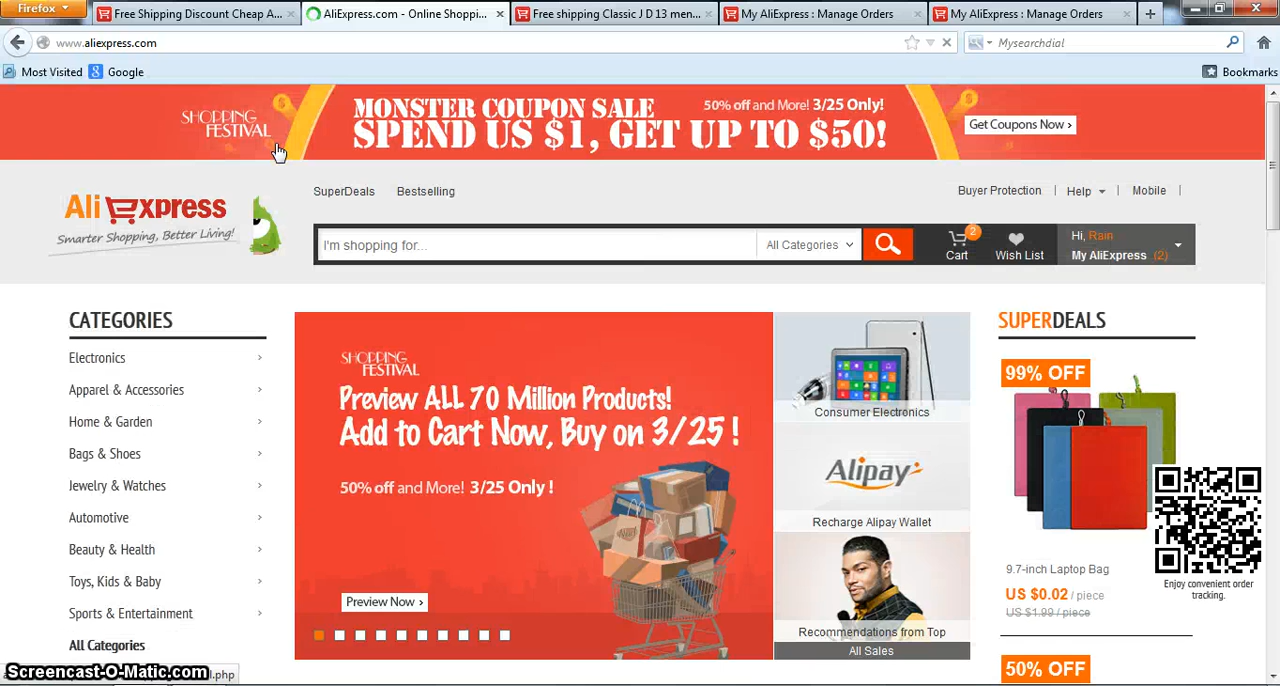 Firefox
Free Shipping Discount Cheap A...
AliExpress.com - Online Shoppi...
Free shipping Classic J D 13 men...
My AliExpress : Manage Orders
My AliExpress : Manage Orders
www.aliexpress.com
Mysearchdial
Most Visited
Google
Bookmarks
SHOPPING
FESTIVAL
MONSTER COUPON SALE
50% off and More! 3/25 Only!
SPEND US $1, GET UP TO $50!
Get Coupons Now ›
SuperDeals
Bestselling
Buyer Protection
Help
Mobile
AliExpress
Smarter Shopping, Better Living!
I'm shopping for...
All Categories
2
Cart
Wish List
Hi, Rain
My AliExpress (2)
CATEGORIES
Electronics
Apparel & Accessories
Home & Garden
Bags & Shoes
Jewelry & Watches
Automotive
Beauty & Health
Toys, Kids & Baby
Sports & Entertainment
All Categories
SHOPPING
FESTIVAL
Preview ALL 70 Million Products!
Add to Cart Now, Buy on 3/25 !
50% off and More! 3/25 Only !
Preview Now ›
Consumer Electronics
Alipay
Recharge Alipay Wallet
Recommendations from Top
All Sales
SUPERDEALS
99% OFF
9.7-inch Laptop Bag
US $0.02 / piece
US $1.99 / piece
Enjoy convenient order
tracking.
50% OFF
Screencast-O-Matic.com
l.php